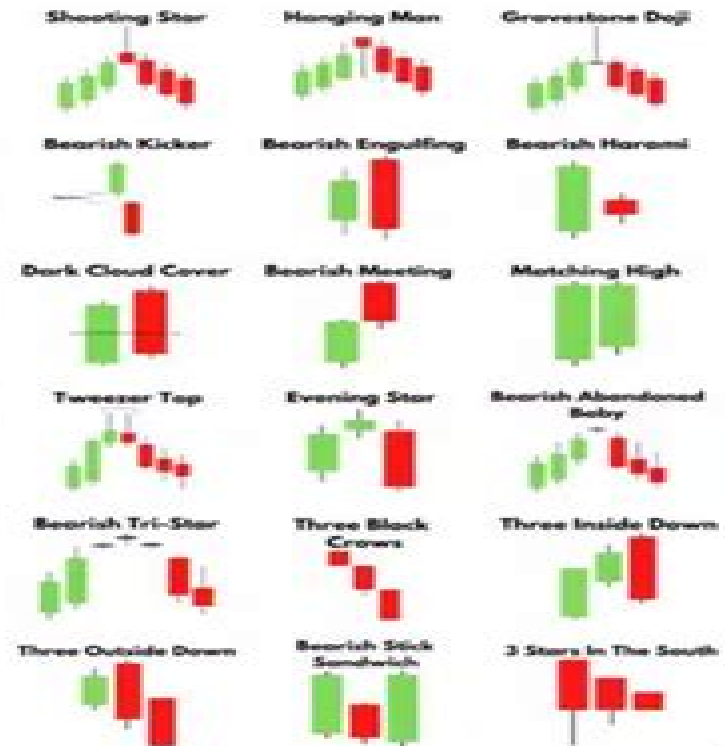 Shooting Star
Hanging Man
Gravestone Doji
Bearish Kicker
Bearish Engulfing
Bearish Harami
Dark Cloud Cover
Bearish Meeting
Matching High
Tweezer Top
Evening Star
Bearish Abandoned
Baby
Bearish Tri-Star
Three Black
Crows
Three Inside Down
Three Outside Down
Bearish Stick
Sandwich
3 Stars In The South